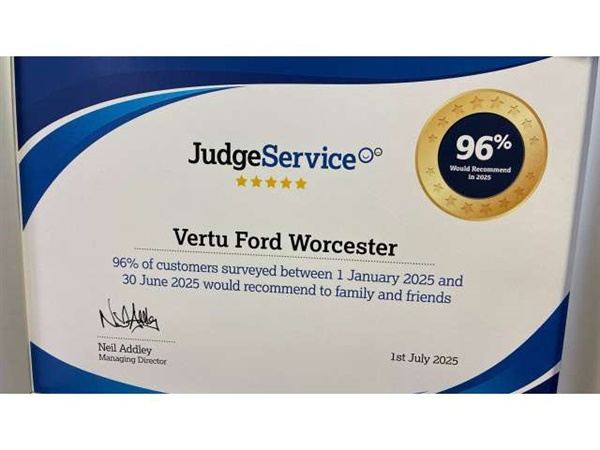 JudgeService
96%
Would Recommend
in 2025
Vertu Ford Worcester
96% of customers surveyed between 1 January 2025 and
30 June 2025 would recommend to family and friends
Neil Addley
Managing Director
1st July 2025